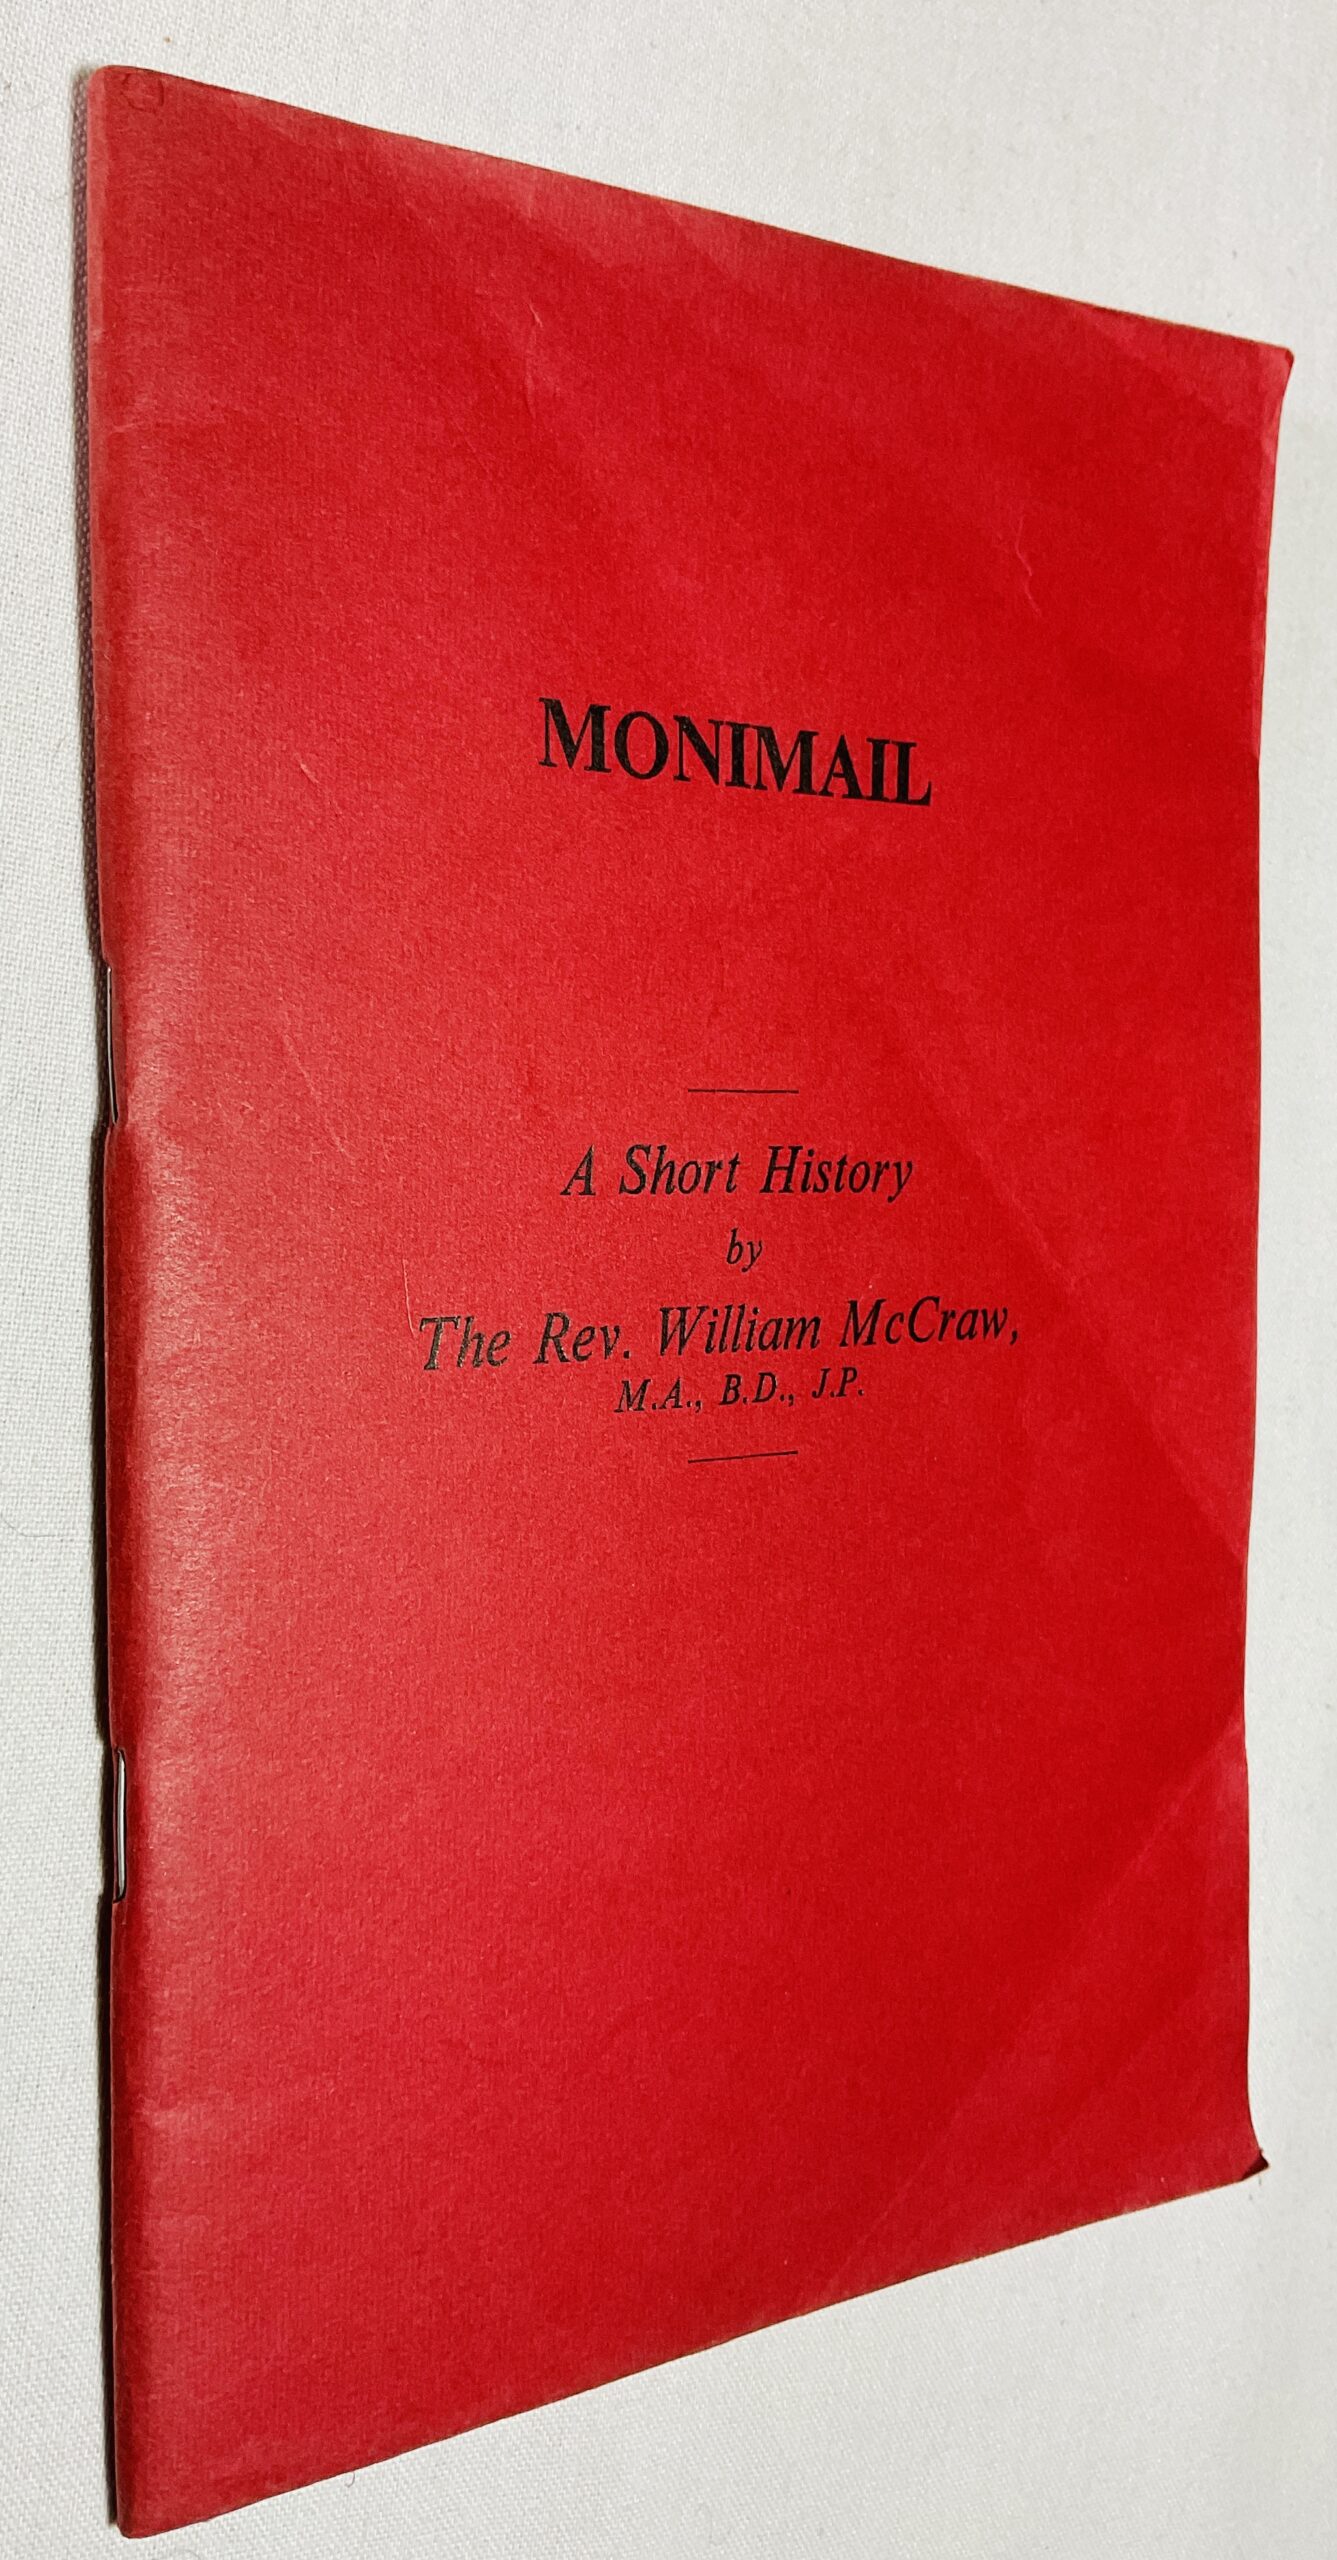 MONIMAIL
A Short History
by
The Rev. William McCraw,
M.A., B.D., J.P.